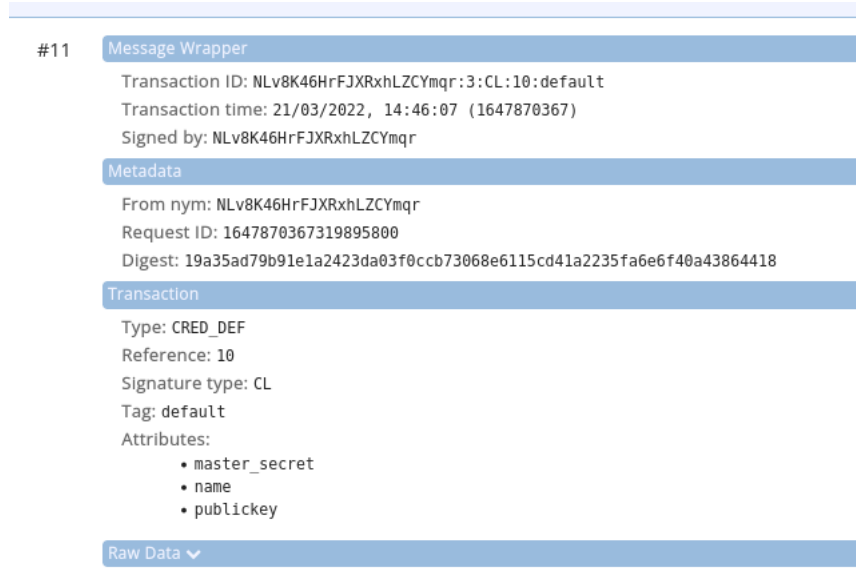 #11
Message Wrapper
Transaction ID: NLv8K46HrFJXRxhLZCYmqr:3:CL:10:default
Transaction time: 21/03/2022, 14:46:07 (1647870367)
Signed by: NLv8K46HrFJXRxhLZCYmqr
Metadata
From nym: NLv8K46HrFJXRxhLZCYmqr
Request ID: 1647870367319895800
Digest: 19a35ad79b91e1a2423da03f0ccb73068e6115cd41a2235fa6e6f40a43864418
Transaction
Type: CRED_DEF
Reference: 10
Signature type: CL
Tag: default
Attributes:
• master_secret
• name
• publickey
Raw Data